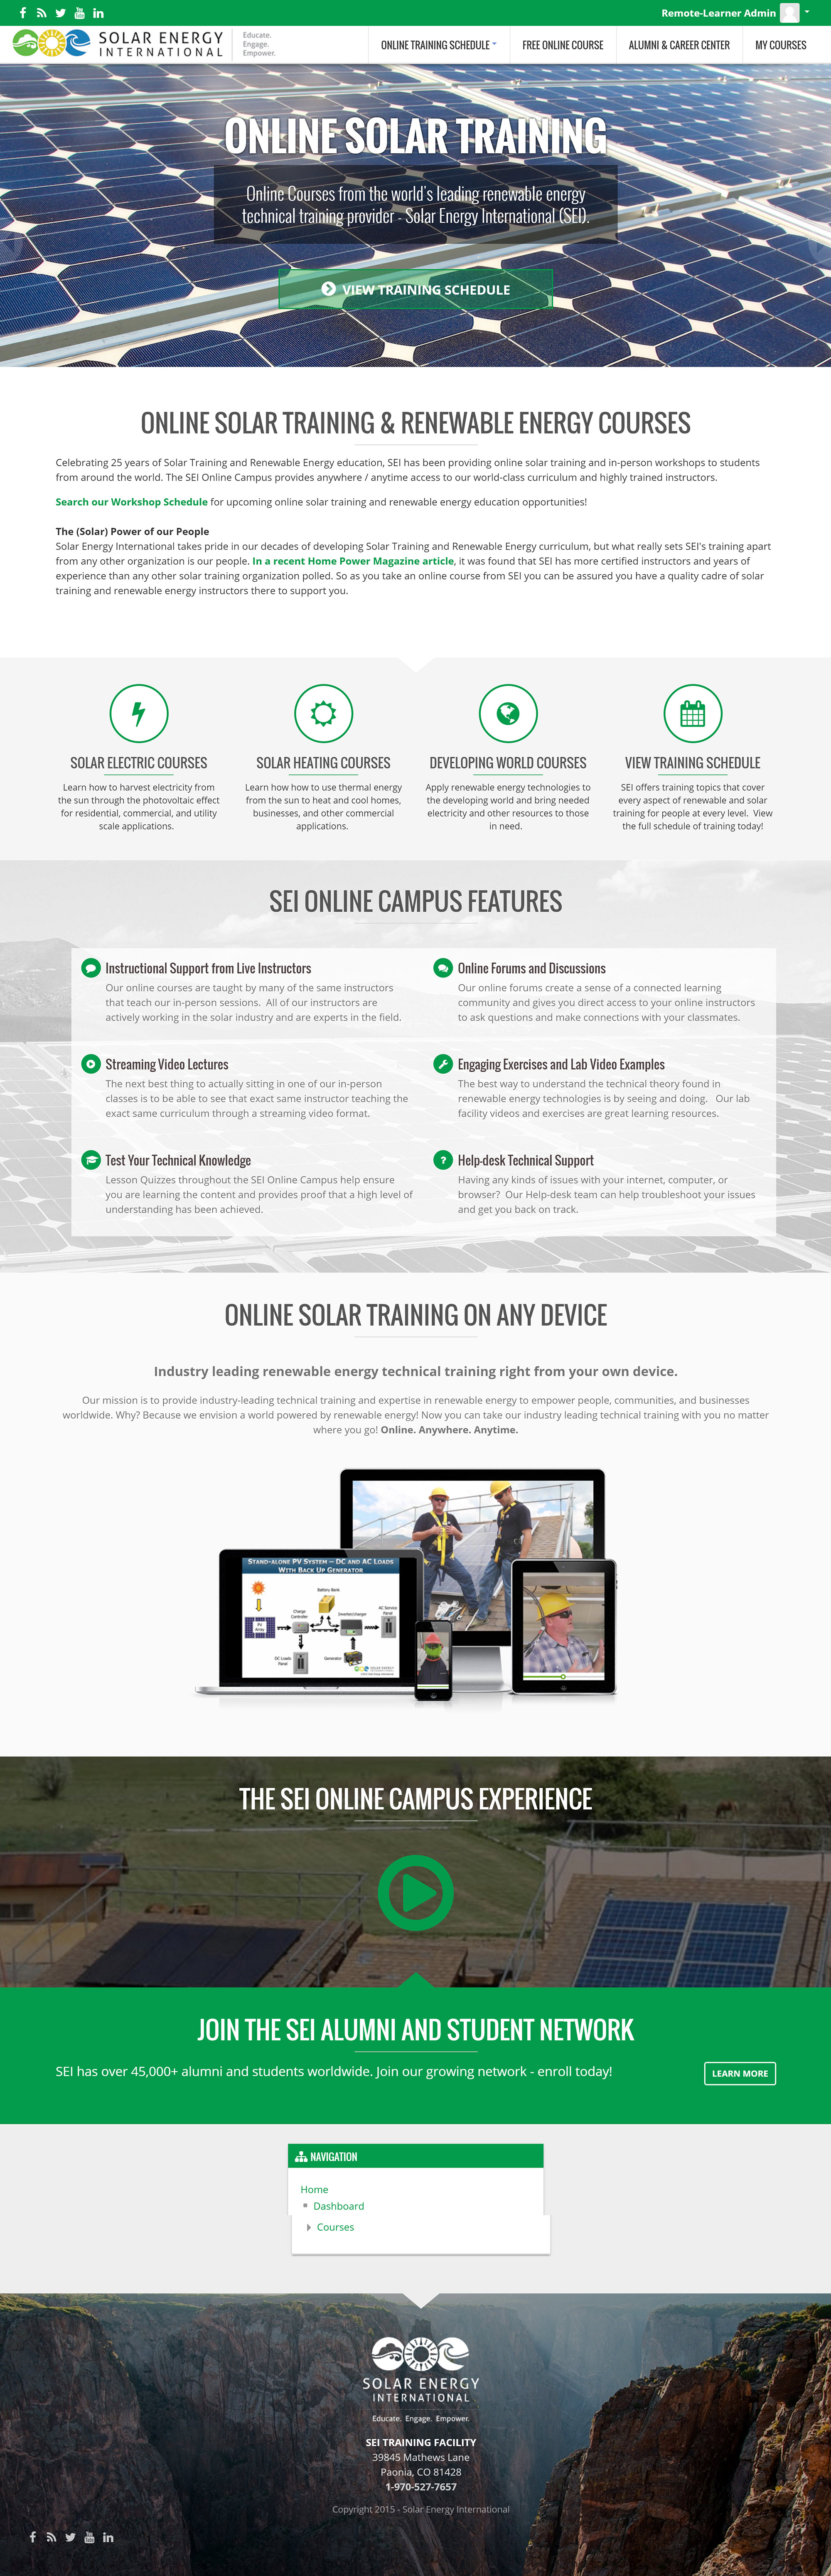 Remote-Learner Admin
SOLAR ENERGY
INTERNATIONAL
Educate.
Engage.
Empower.
ONLINE TRAINING SCHEDULE
FREE ONLINE COURSE
ALUMNI & CAREER CENTER
MY COURSES
ONLINE SOLAR TRAINING
Online Courses from the world's leading renewable energy
technical training provider - Solar Energy International (SEI).
VIEW TRAINING SCHEDULE
ONLINE SOLAR TRAINING & RENEWABLE ENERGY COURSES
Celebrating 25 years of Solar Training and Renewable Energy education, SEI has been providing online solar training and in-person workshops to students
from around the world. The SEI Online Campus provides anywhere / anytime access to our world-class curriculum and highly trained instructors.
Search our Workshop Schedule for upcoming online solar training and renewable energy education opportunities!
The (Solar) Power of our People
Solar Energy International takes pride in our decades of developing Solar Training and Renewable Energy curriculum, but what really sets SEI's training apart
from any other organization is our people. In a recent Home Power Magazine article, it was found that SEI has more certified instructors and years of
experience than any other solar training organization polled. So as you take an online course from SEI you can be assured you have a quality cadre of solar
training and renewable energy instructors there to support you.
SOLAR ELECTRIC COURSES
Learn how to harvest electricity from
the sun through the photovoltaic effect
for residential, commercial, and utility
scale applications.
SOLAR HEATING COURSES
Learn how how to use thermal energy
from the sun to heat and cool homes,
businesses, and other commercial
applications.
DEVELOPING WORLD COURSES
Apply renewable energy technologies to
the developing world and bring needed
electricity and other resources to those
in need.
VIEW TRAINING SCHEDULE
SEI offers training topics that cover
every aspect of renewable and solar
training for people at every level. View
the full schedule of training today!
SEI ONLINE CAMPUS FEATURES
Instructional Support from Live Instructors
Our online courses are taught by many of the same instructors
that teach our in-person sessions. All of our instructors are
actively working in the solar industry and are experts in the field.
Online Forums and Discussions
Our online forums create a sense of a connected learning
community and gives you direct access to your online instructors
to ask questions and make connections with your classmates.
Streaming Video Lectures
The next best thing to actually sitting in one of our in-person
classes is to be able to see that exact same instructor teaching the
exact same curriculum through a streaming video format.
Engaging Exercises and Lab Video Examples
The best way to understand the technical theory found in
renewable energy technologies is by seeing and doing. Our lab
facility videos and exercises are great learning resources.
Test Your Technical Knowledge
Lesson Quizzes throughout the SEI Online Campus help ensure
you are learning the content and provides proof that a high level of
understanding has been achieved.
Help-desk Technical Support
Having any kinds of issues with your internet, computer, or
browser? Our Help-desk team can help troubleshoot your issues
and get you back on track.
ONLINE SOLAR TRAINING ON ANY DEVICE
Industry leading renewable energy technical training right from your own device.
Our mission is to provide industry-leading technical training and expertise in renewable energy to empower people, communities, and businesses
worldwide. Why? Because we envision a world powered by renewable energy! Now you can take our industry leading technical training with you no matter
where you go! Online. Anywhere. Anytime.
STAND-ALONE PV SYSTEM – DC AND AC LOADS
WITH BACK UP GENERATOR
Battery Bank
Charge
Controller
Inverter/charger
AC Service
Panel
PV
Array
DC Loads
Panel
Generator
SOLAR ENERGY
INTERNATIONAL
THE SEI ONLINE CAMPUS EXPERIENCE
JOIN THE SEI ALUMNI AND STUDENT NETWORK
SEI has over 45,000+ alumni and students worldwide. Join our growing network - enroll today!
LEARN MORE
NAVIGATION
Home
Dashboard
Courses
SOLAR ENERGY
INTERNATIONAL
Educate. Engage. Empower.
SEI TRAINING FACILITY
39845 Mathews Lane
Paonia, CO 81428
1-970-527-7657
Copyright 2015 - Solar Energy International